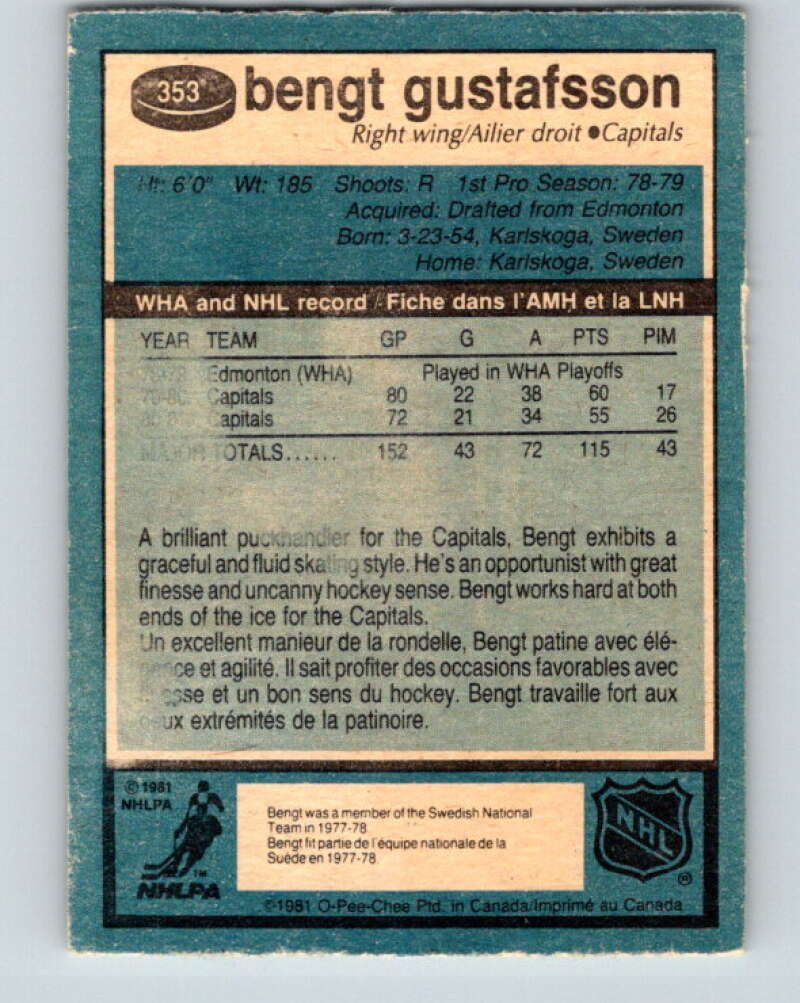 353
bengt gustafsson
Right wing/Ailier droit ●Capitals
Ht: 6'0" Wt: 185 Shoots: R 1st Pro Season: 78-79
Acquired: Drafted from Edmonton
Born: 3-23-54, Karlskoga, Sweden
Home: Karlskoga, Sweden
WHA and NHL record / Fiche dans l'AMH et la LNH
YEAR TEAM GP G A PTS PIM
Edmonton (WHA) Played in WHA Playoffs
79-80 Capitals 80 22 38 60 17
80-81 Capitals 72 21 34 55 26
MAJOR TOTALS...... 152 43 72 115 43
A brilliant puckhandler for the Capitals, Bengt exhibits a
graceful and fluid skating style. He's an opportunist with great
finesse and uncanny hockey sense. Bengt works hard at both
ends of the ice for the Capitals.
Un excellent manieur de la rondelle, Bengt patine avec élé-
gance et agilité. Il sait profiter des occasions favorables avec
finesse et un bon sens du hockey. Bengt travaille fort aux
deux extrémités de la patinoire.
© 1981
NHLPA
TM
NHLPA
Bengt was a member of the Swedish National
Team in 1977-78
Bengt fit partie de l'équipe nationale de la
Suède en 1977-78
NHL
®
©1981 O-Pee-Chee Ptd. in Canada/Imprimé au Canada